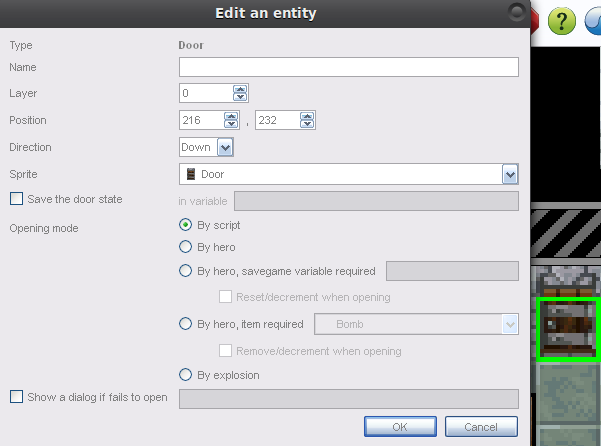 Edit an entity
Type Door
Name
Layer 0
Position 216 , 232
Direction Down
Sprite Door
Save the door state in variable
Opening mode By script
By hero
By hero, savegame variable required
Reset/decrement when opening
By hero, item required Bomb
Remove/decrement when opening
By explosion
Show a dialog if fails to open
OK Cancel
?